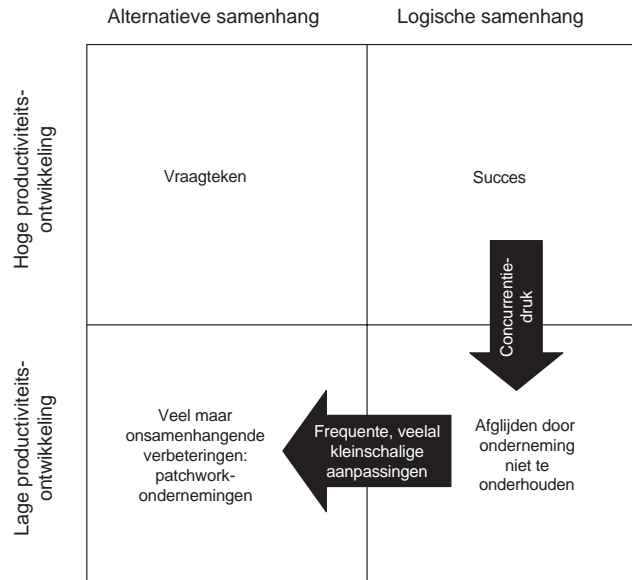 Alternatieve samenhang
Logische samenhang
Hoge productiviteits-
ontwikkeling
Vraagteken
Succes
Concurrentie-
druk
Lage productiviteits-
ontwikkeling
Veel maar
onsamenhangende
verbeteringen:
patchwork-
ondernemingen
Frequente, veelal
kleinschalige
aanpassingen
Afglijden door
onderneming
niet te
onderhouden